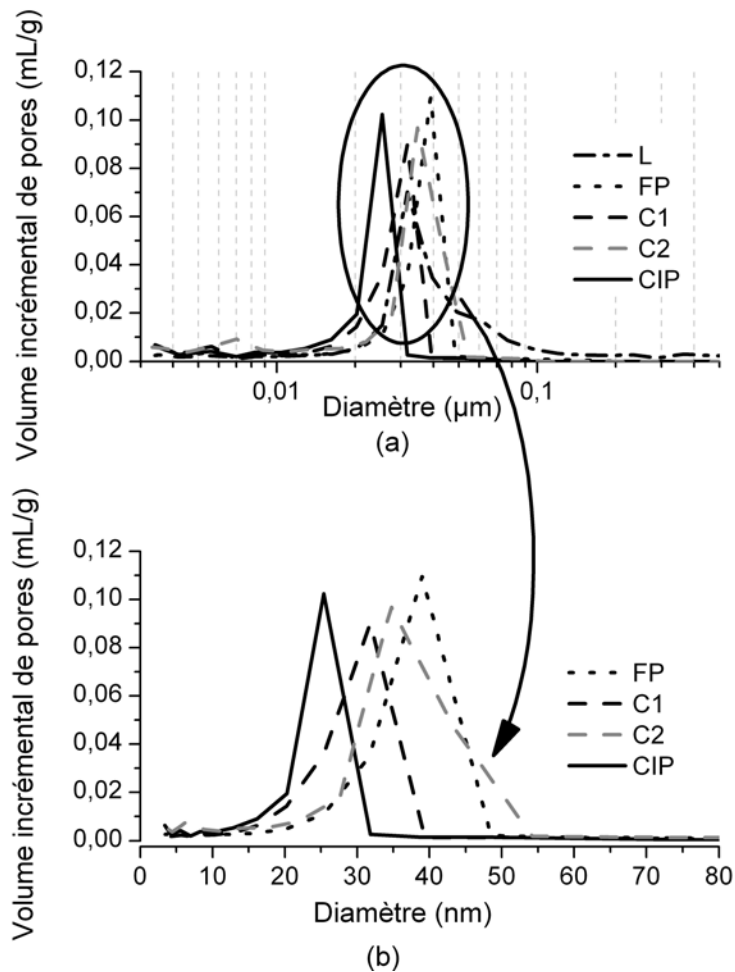 Volume incrémental de pores (mL/g)
0,12
0,10
0,08
0,06
0,04
0,02
0,00
L
FP
C1
C2
CIP
0,01
0,1
Diamètre (µm)
(a)
Volume incrémental de pores (mL/g)
0,12
0,10
0,08
0,06
0,04
0,02
0,00
FP
C1
C2
CIP
0 10 20 30 40 50 60 70 80
Diamètre (nm)
(b)